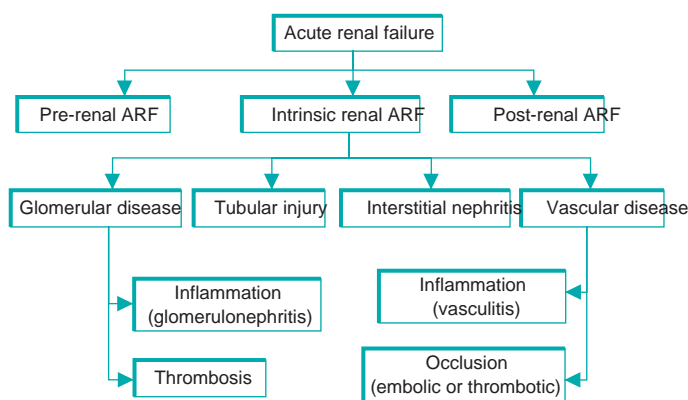 Acute renal failure
Pre-renal ARF
Intrinsic renal ARF
Post-renal ARF
Glomerular disease
Tubular injury
Interstitial nephritis
Vascular disease
Inflammation
(glomerulonephritis)
Inflammation
(vasculitis)
Thrombosis
Occlusion
(embolic or thrombotic)